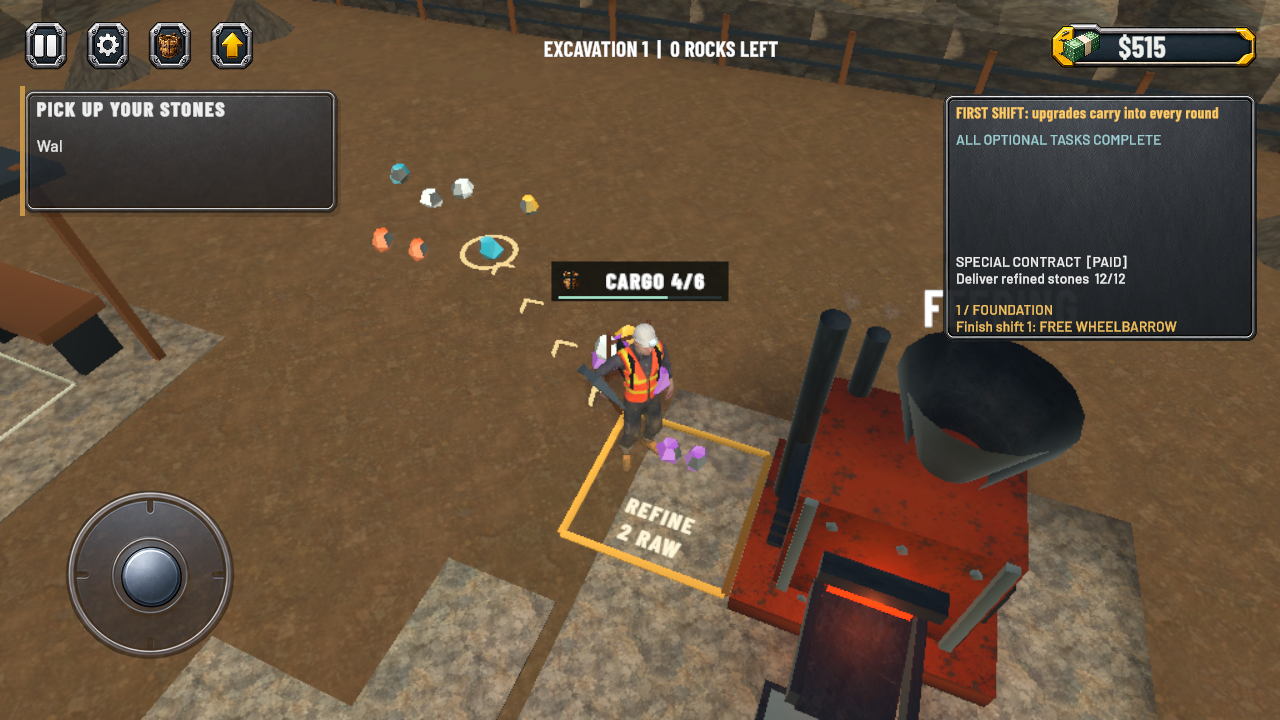 EXCAVATION 1 | 0 ROCKS LEFT
$515
PICK UP YOUR STONES
Wal
FIRST SHIFT: upgrades carry into every round
ALL OPTIONAL TASKS COMPLETE
SPECIAL CONTRACT [PAID]
Deliver refined stones 12/12
1 / FOUNDATION
Finish shift 1: FREE WHEELBARROW
CARGO 4/6
REFINE
2 RAW